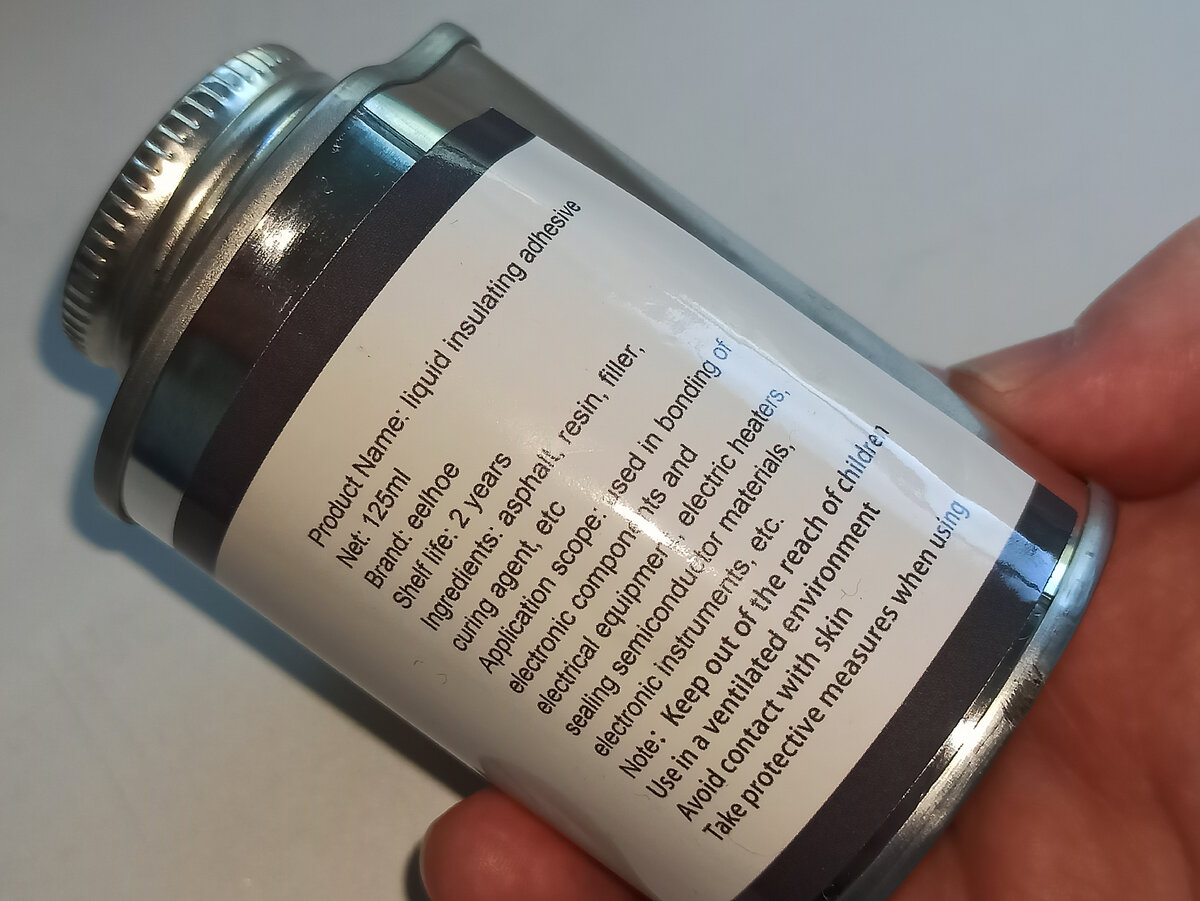 Product Name: liquid insulating adhesive
Net: 125ml
Brand: eelhoe
Shelf life: 2 years
Ingredients: asphalt, resin, filler,
curing agent, etc
Application scope: used in bonding of
electronic components and
electrical equipment, electric heaters,
sealing semiconductor materials,
electronic instruments, etc.
Note: Keep out of the reach of children
Use in a ventilated environment
Avoid contact with skin
Take protective measures when using